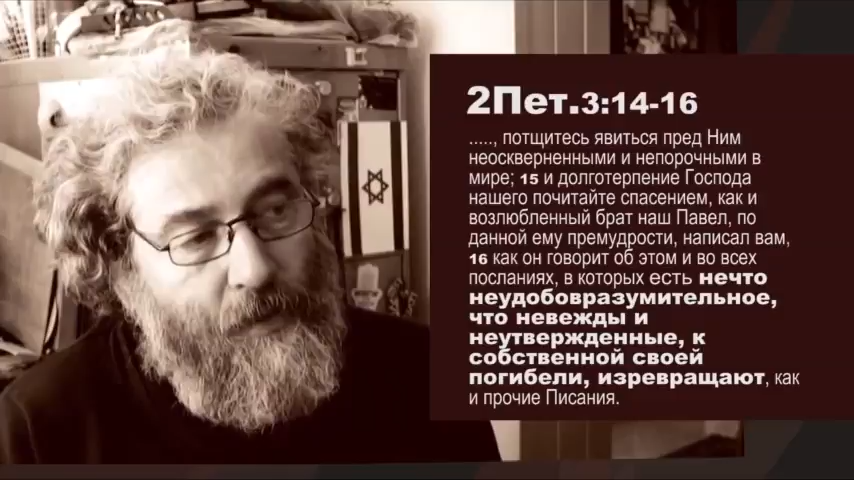 2Пет.3:14-16
....., потщитесь явиться пред Ним
неоскверненными и непорочными в
мире; 15 и долготерпение Господа
нашего почитайте спасением, как и
возлюбленный брат наш Павел, по
данной ему премудрости, написал вам,
16 как он говорит об этом и во всех
посланиях, в которых есть нечто
неудобовразумительное,
что невежды и
неутвержденные, к
собственной своей
погибели, изревращают, как
и прочие Писания.